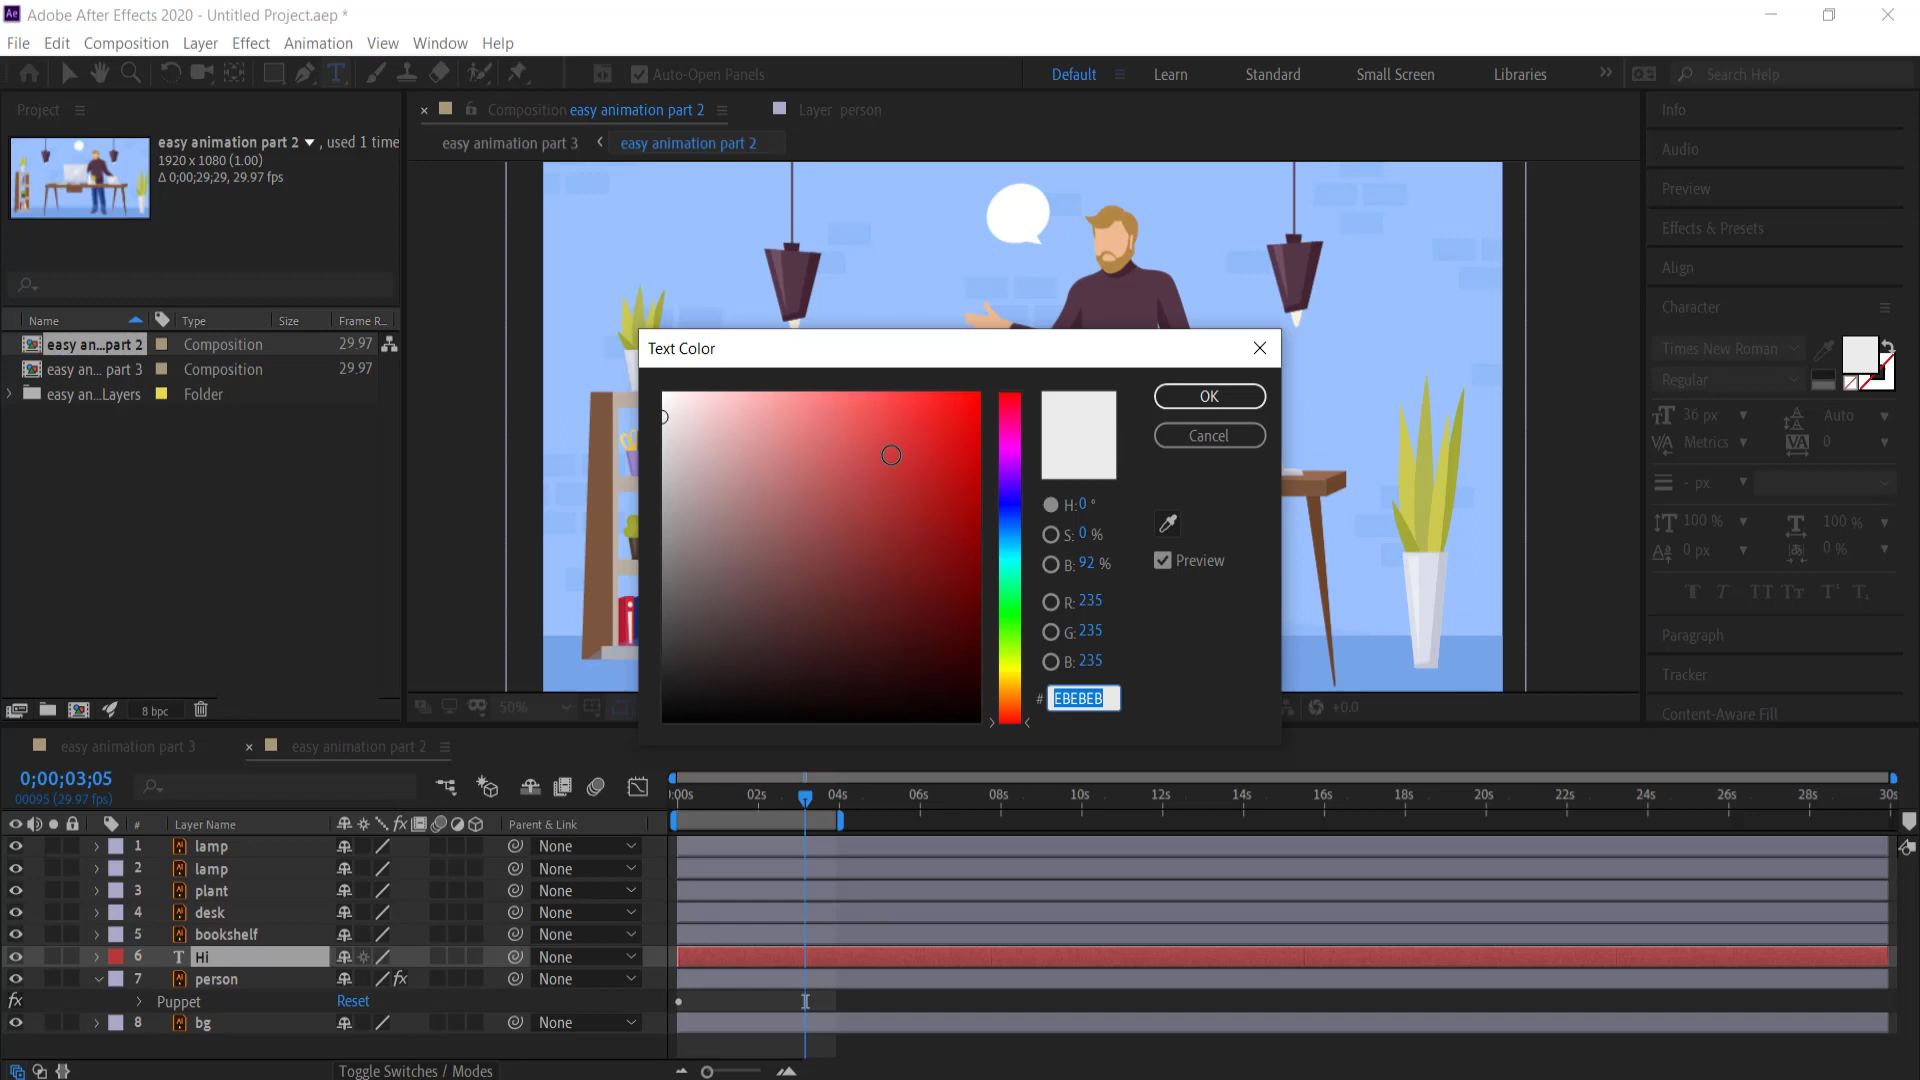 Adobe After Effects 2020 - Untitled Project.aep *
File Edit Composition Layer Effect Animation View Window Help
Auto-Open Panels
Default Learn Standard Small Screen Libraries Search Help
Project
easy animation part 2 , used 1 time
1920 x 1080 (1.00)
Δ 0;00;29;29, 29.97 fps
Composition easy animation part 2
Layer person
easy animation part 3 easy animation part 2
Name Type Size Frame R...
easy an...part 2 Composition 29.97
easy an... part 3 Composition 29.97
easy an...Layers Folder
8 bpc
Text Color
OK
Cancel
H: 0 °
S: 0 %
B: 92 %
Preview
R: 235
G: 235
B: 235
# EBEBEB
50%
+0.0
Info
Audio
Preview
Effects & Presets
Align
Character
Times New Roman
Regular
36 px Auto
Metrics 0
- px
100 % 100 %
0 px 0 %
Paragraph
Tracker
Content-Aware Fill
easy animation part 3 easy animation part 2
0;00;03;05
00095 (29.97 fps)
:00s 02s 04s 06s 08s 10s 12s 14s 16s 18s 20s 22s 24s 26s 28s 30s
# Layer Name Parent & Link
1 lamp None
2 lamp None
3 plant None
4 desk None
5 bookshelf None
6 T Hi None
7 person fx None
fx Puppet Reset
8 bg None
Toggle Switches / Modes